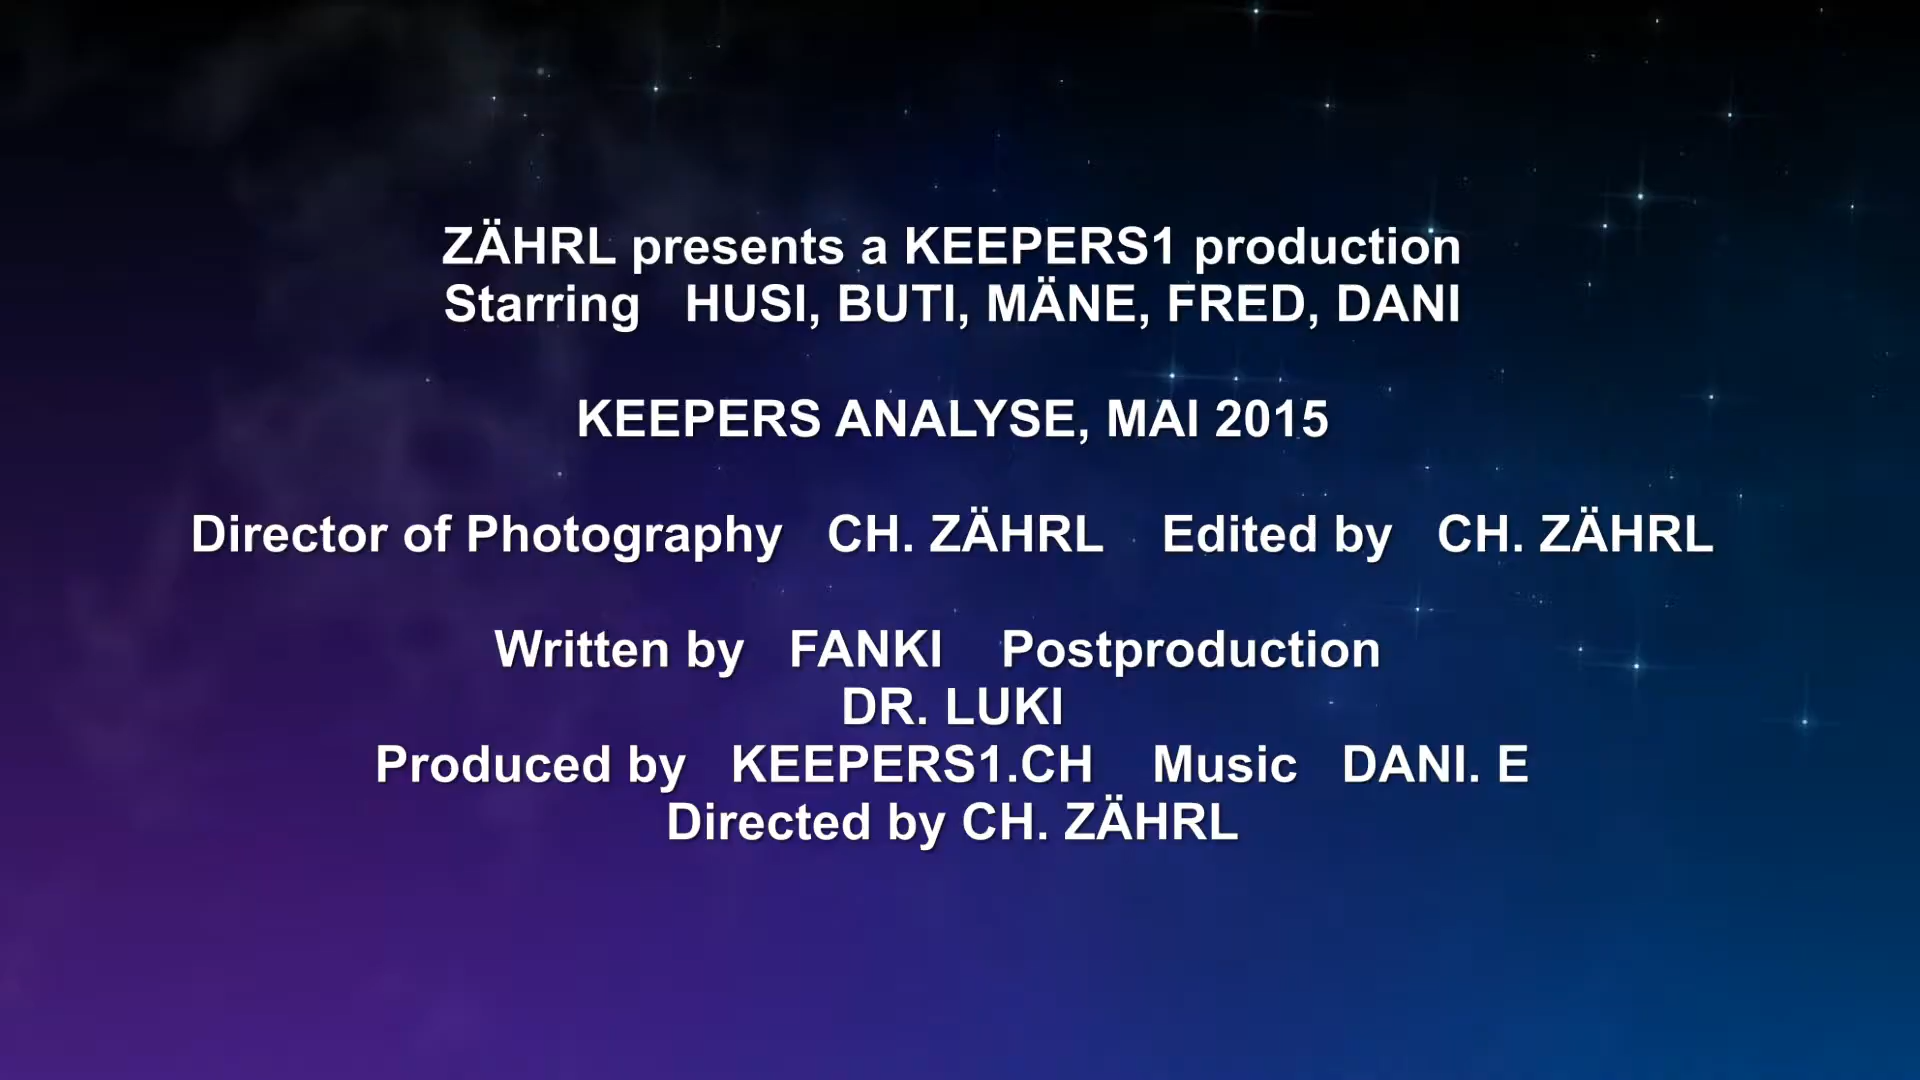 ZÄHRL presents a KEEPERS1 production
Starring HUSI, BUTI, MÄNE, FRED, DANI
KEEPERS ANALYSE, MAI 2015
Director of Photography CH. ZÄHRL Edited by CH. ZÄHRL
Written by FANKI Postproduction
DR. LUKI
Produced by KEEPERS1.CH Music DANI. E
Directed by CH. ZÄHRL